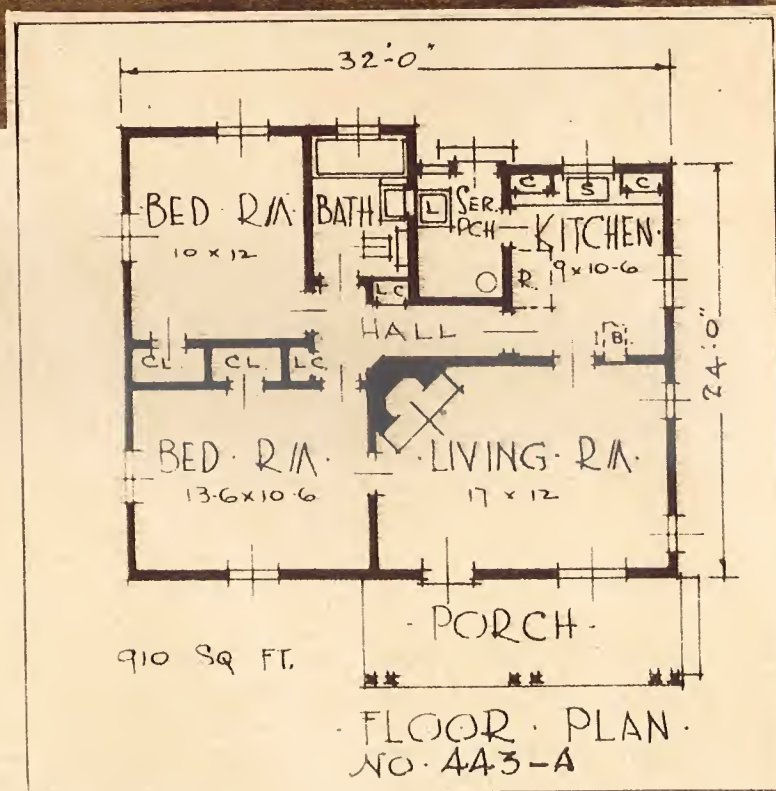 32'-0"
BED RM.
10 x 12
BATH
L
SER.
PCH
C
S
C
KITCHEN
9 x 10-6
R.
L.C.
HALL
B
24'-0"
CL.
CL.
L.C.
BED · RM.
13-6 x 10-6
· LIVING · RM.
17 x 12
· PORCH ·
910 SQ FT.
· FLOOR · PLAN ·
NO. 443-A